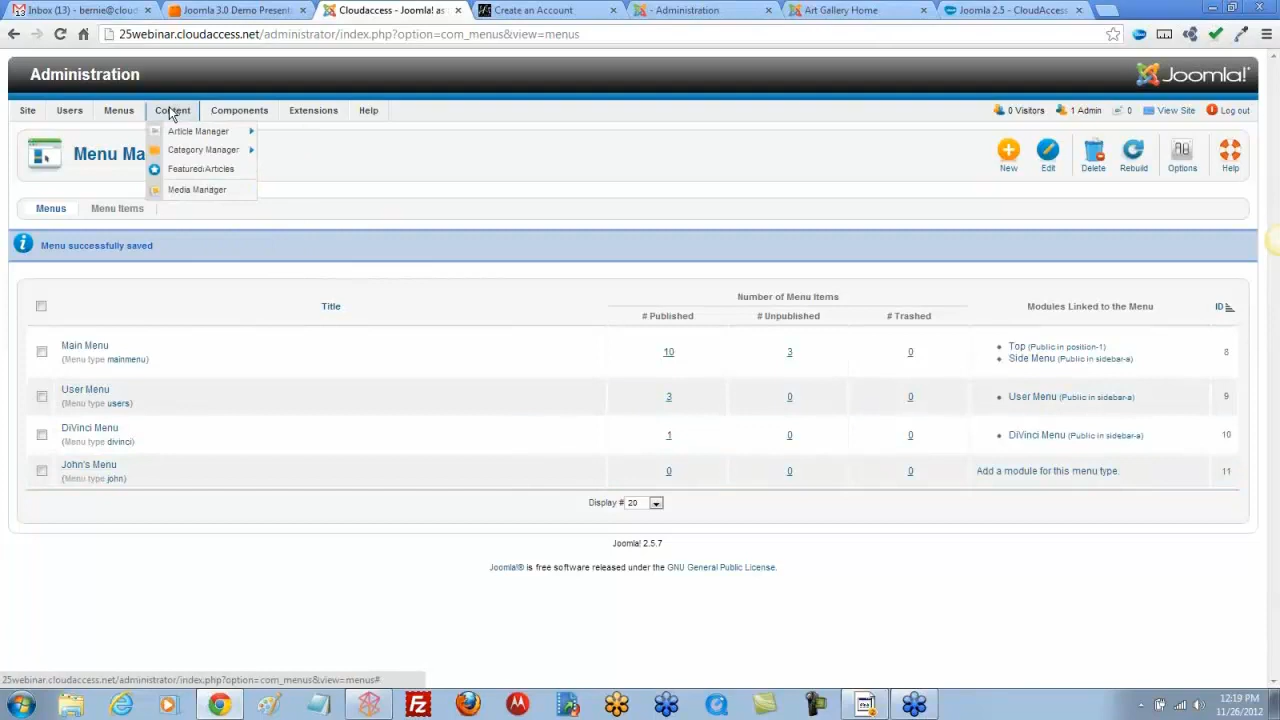 Inbox (13) - bernie@cloud
Joomla 3.0 Demo Present
Cloudaccess - Joomla! as
Create an Account
- Administration
Art Gallery Home
Joomla 2.5 - CloudAccess
25webinar.cloudaccess.net/administrator/index.php?option=com_menus&view=menus
Administration
Joomla!
Site Users Menus Content Components Extensions Help
0 Visitors 1 Admin 0 View Site Log out
Article Manager
Category Manager
Featured Articles
Media Manager
Menu Ma
New Edit Delete Rebuild Options Help
Menus Menu Items
Menu successfully saved
Title
Number of Menu Items
# Published # Unpublished # Trashed
Modules Linked to the Menu
ID
Main Menu
(Menu type mainmenu)
10 3 0
Top (Public in position-1)
Side Menu (Public in sidebar-a)
8
User Menu
(Menu type users)
3 0 0
User Menu (Public in sidebar-a)
9
DiVinci Menu
(Menu type divinci)
1 0 0
DiVinci Menu (Public in sidebar-a)
10
John's Menu
(Menu type john)
0 0 0
Add a module for this menu type.
11
Display # 20
Joomla! 2.5.7
Joomla!® is free software released under the GNU General Public License.
25webinar.cloudaccess.net/administrator/index.php?option=com_menus&view=menus#
12:19 PM
11/26/2012